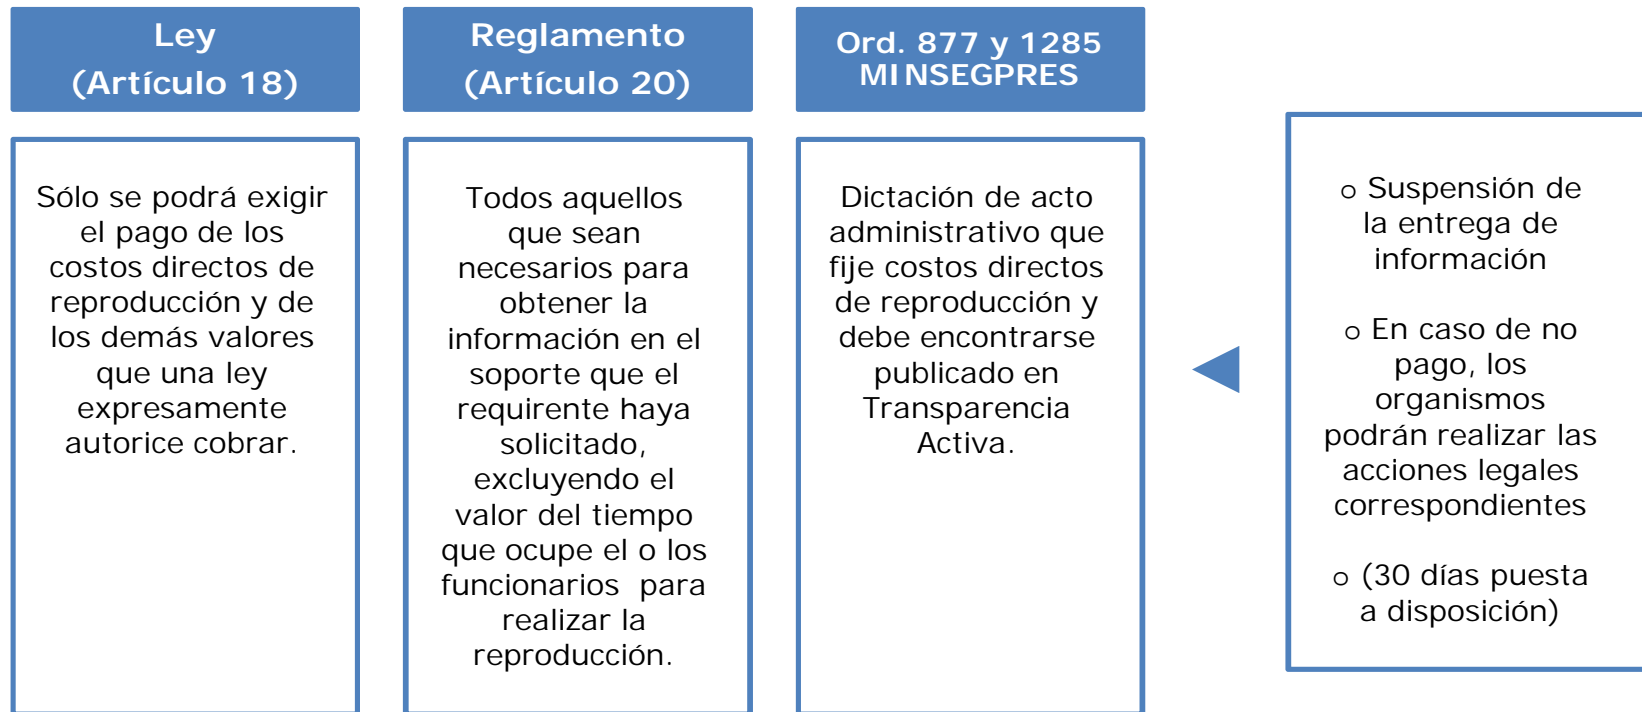 Ley
(Artículo 18)
Sólo se podrá exigir
el pago de los
costos directos de
reproducción y de
los demás valores
que una ley
expresamente
autorice cobrar.
Reglamento
(Artículo 20)
Todos aquellos
que sean
necesarios para
obtener la
información en el
soporte que el
requirente haya
solicitado,
excluyendo el
valor del tiempo
que ocupe el o los
funcionarios para
realizar la
reproducción.
Ord. 877 y 1285
MINSEGPRES
Dictación de acto
administrativo que
fije costos directos
de reproducción y
debe encontrarse
publicado en
Transparencia
Activa.
o Suspensión de
la entrega de
información
o En caso de no
pago, los
organismos
podrán realizar las
acciones legales
correspondientes
o (30 días puesta
a disposición)